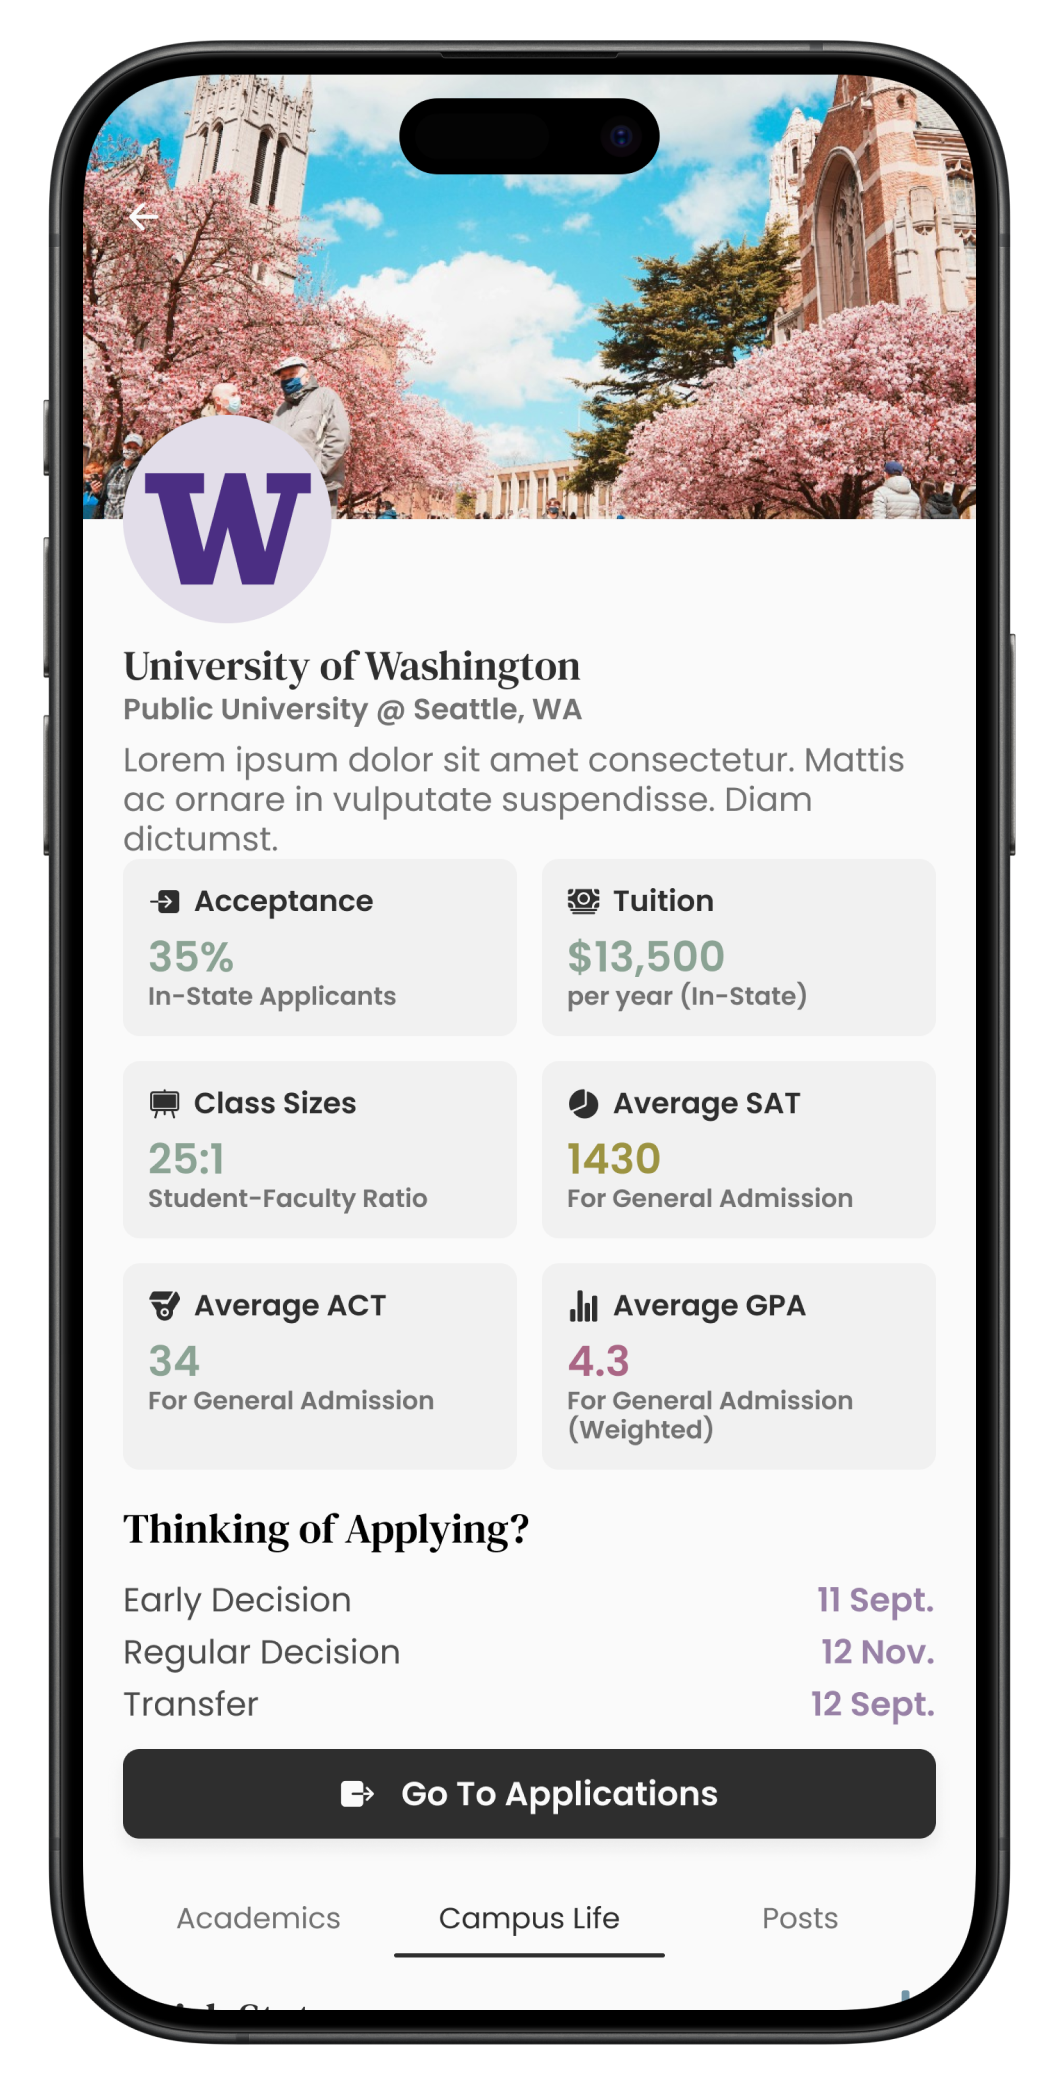 W
University of Washington
Public University @ Seattle, WA
Lorem ipsum dolor sit amet consectetur. Mattis
ac ornare in vulputate suspendisse. Diam
dictumst.
Acceptance
35%
In-State Applicants
Tuition
$13,500
per year (In-State)
Class Sizes
25:1
Student-Faculty Ratio
Average SAT
1430
For General Admission
Average ACT
34
For General Admission
Average GPA
4.3
For General Admission
(Weighted)
Thinking of Applying?
Early Decision 11 Sept.
Regular Decision 12 Nov.
Transfer 12 Sept.
Go To Applications
Academics Campus Life Posts